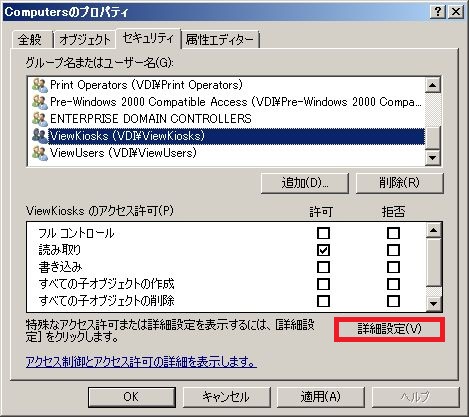 Computersのプロパティ
全般 オブジェクト セキュリティ 属性エディター
グループ名またはユーザー名(G):
Print Operators (VDI¥Print Operators)
Pre-Windows 2000 Compatible Access (VDI¥Pre-Windows 2000 Compa...
ENTERPRISE DOMAIN CONTROLLERS
ViewKiosks (VDI¥ViewKiosks)
ViewUsers (VDI¥ViewUsers)
追加(D)... 削除(R)
ViewKiosks のアクセス許可(P) 許可 拒否
フル コントロール
読み取り
書き込み
すべての子オブジェクトの作成
すべての子オブジェクトの削除
特殊なアクセス許可または詳細設定を表示するには、[詳細設
定] をクリックします。
詳細設定(V)
アクセス制御とアクセス許可の詳細を表示します。
OK キャンセル 適用(A) ヘルプ